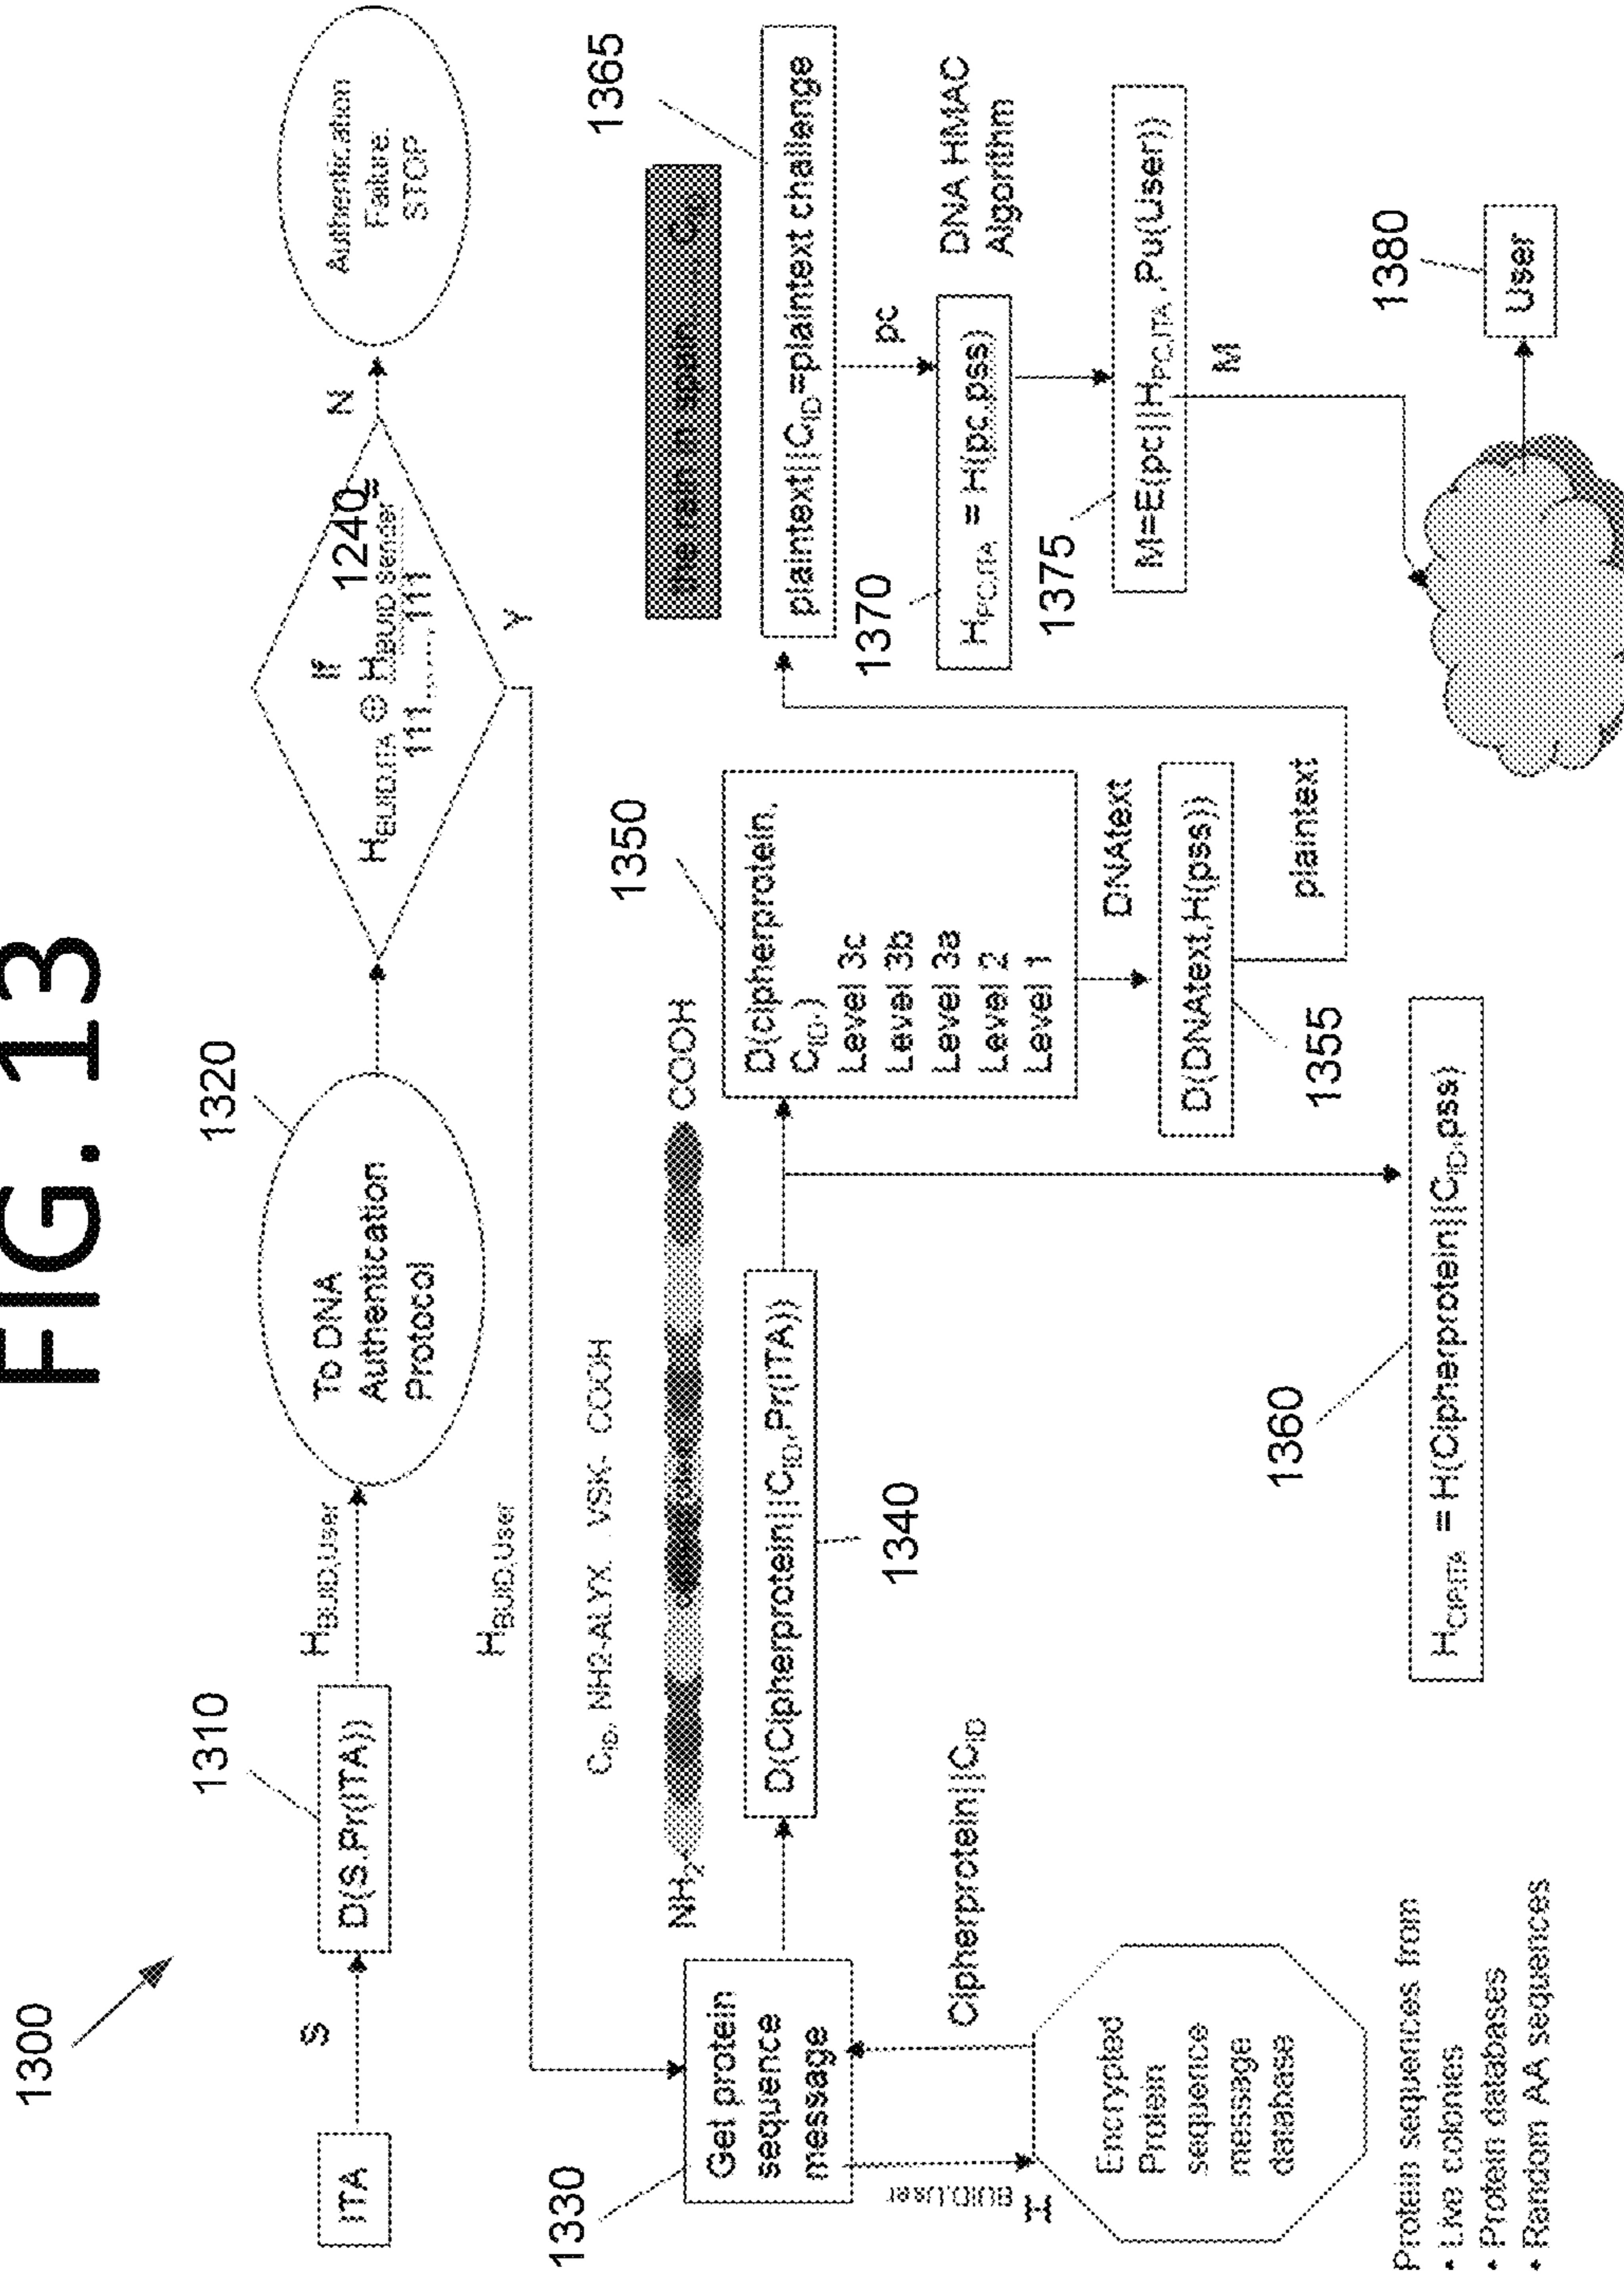 FIG. 13
1300
ITA
S
1310
D(S,Pr(ITA))
H_BUID,User
1320
To DNA
Authentication
Protocol
If
1240
H_BUID,ITA ⊕ H_BUID,Sender =
111......111
N
Authentication
Failure.
STOP
Y
H_BUID,User
1330
Get protein
sequence
message
H_BUID,User
Cipherprotein||C_ID
Encrypted
Protein
sequence
message
database
Protein sequences from
• Live colonies
• Protein databases
• Random AA sequences
C_ID, NH2-ALYX VSK- COOH
NH2
COOH
D(Cipherprotein||C_ID,Pr(ITA))
1340
1350
D(cipherprotein,
C_ID,)
Level 3c
Level 3b
Level 3a
Level 2
Level 1
DNAtext
D(DNAtext,H(pss))
1355
plaintext
1360
H_CP,ITA = H(Cipherprotein||C_ID,pss)
the rain in spain
1365
plaintext||C_ID=plaintext challenge
pc
1370
H_PC,ITA = H(pc,pss)
DNA HMAC
Algorithm
1375
M=E(pc||H_PC,ITA,Pu(User))
M
1380
User